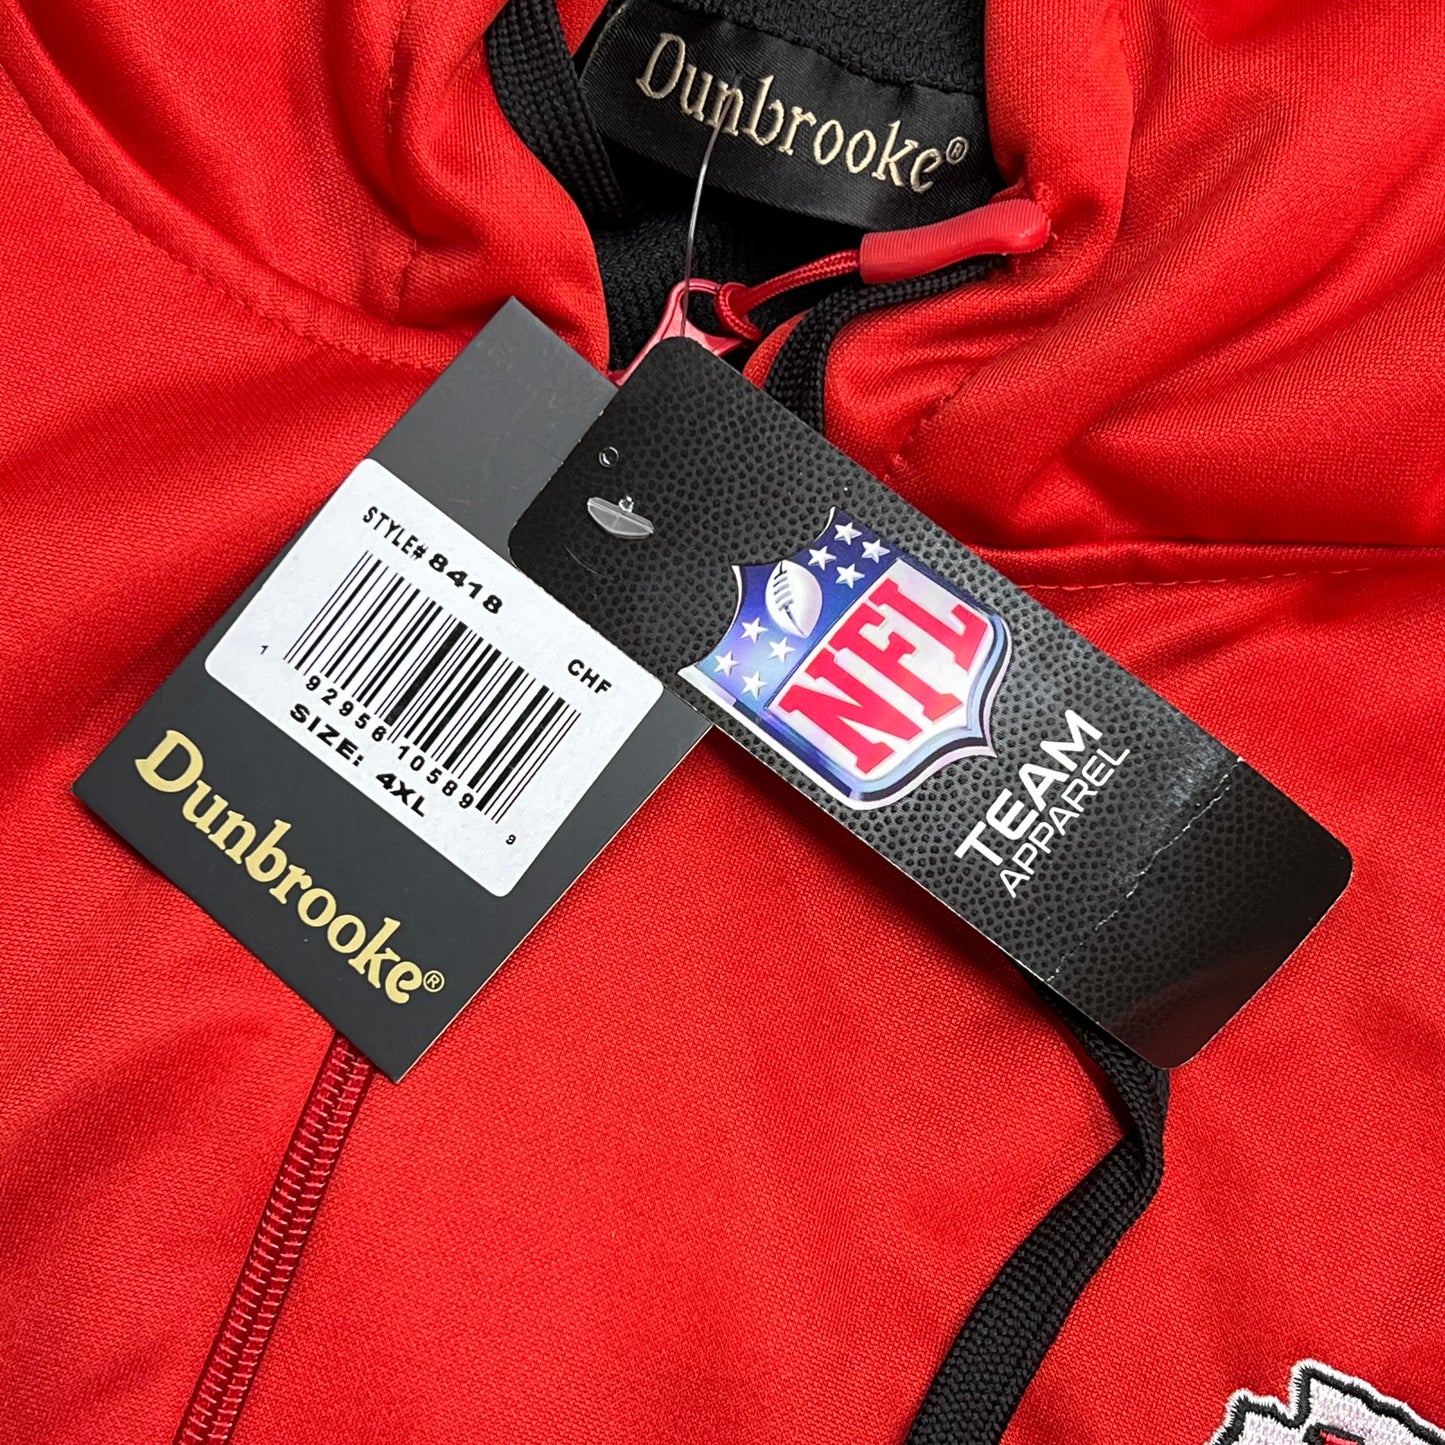 Dunbrooke®
STYLE# 8418
CHF
1 92956 10589 9
SIZE: 4XL
Dunbrooke®
NFL
TEAM
APPAREL